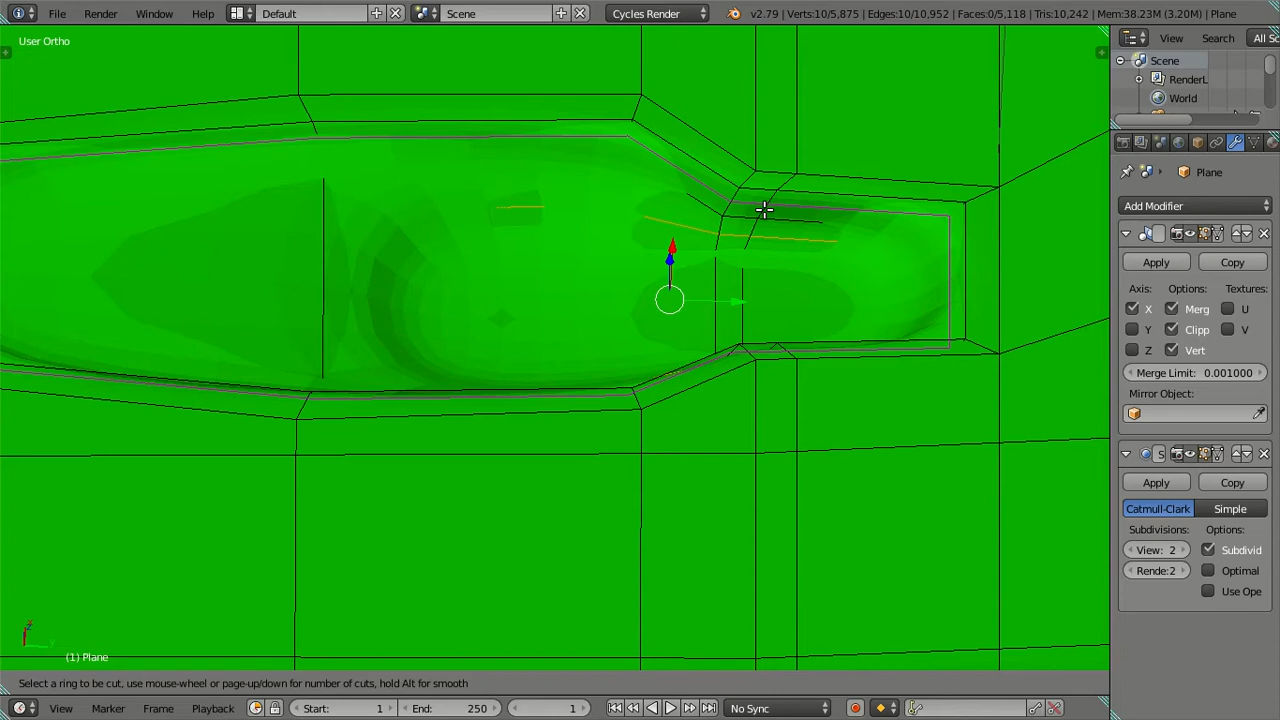 File Render Window Help Default Scene Cycles Render v2.79 | Verts:10/5,875 | Edges:10/10,952 | Faces:0/5,118 | Tris:10,242 | Mem:38.23M (3.20M) | Plane
User Ortho
View Search All Sc
Scene
RenderL
World
Plane
Add Modifier
Apply Copy
Axis: Options: Textures:
X Merg U
Y Clipp V
Z Vert
Merge Limit: 0.001000
Mirror Object:
S
Apply Copy
Catmull-Clark Simple
Subdivisions: Options:
View: 2 Subdivid
Rende:2 Optimal
Use Ope
z
y
(1) Plane
Select a ring to be cut, use mouse-wheel or page-up/down for number of cuts, hold Alt for smooth
View Marker Frame Playback Start: 1 End: 250 1 No Sync